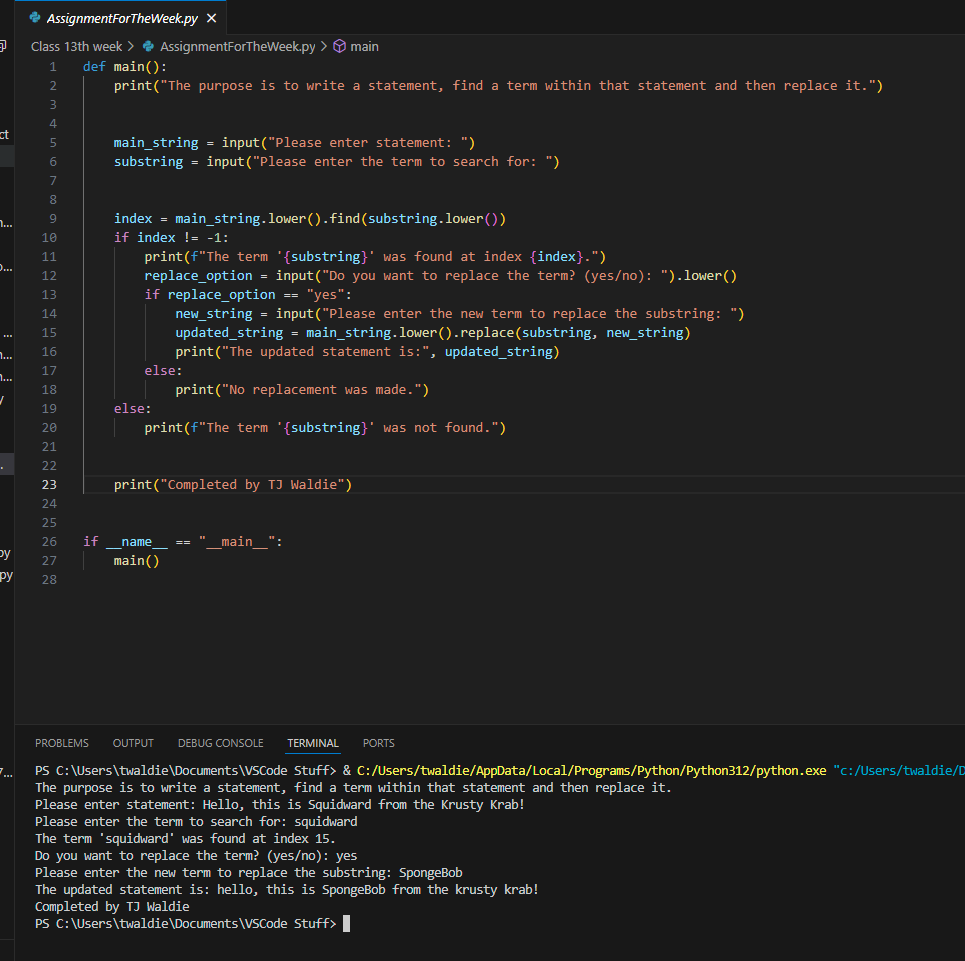 AssignmentForTheWeek.py
Class 13th week > AssignmentForTheWeek.py > main
ct
1 def main():
2     print("The purpose is to write a statement, find a term within that statement and then replace it.")
3
4
5     main_string = input("Please enter statement: ")
6     substring = input("Please enter the term to search for: ")
7
8
9     index = main_string.lower().find(substring.lower())
10     if index != -1:
11         print(f"The term '{substring}' was found at index {index}.")
12         replace_option = input("Do you want to replace the term? (yes/no): ").lower()
13         if replace_option == "yes":
14             new_string = input("Please enter the new term to replace the substring: ")
15             updated_string = main_string.lower().replace(substring, new_string)
16             print("The updated statement is:", updated_string)
17         else:
18             print("No replacement was made.")
19     else:
20         print(f"The term '{substring}' was not found.")
21
22
23     print("Completed by TJ Waldie")
24
25
26 if __name__ == "__main__":
27     main()
28
py
py
PROBLEMS OUTPUT DEBUG CONSOLE TERMINAL PORTS
PS C:\Users\twaldie\Documents\VSCode Stuff> & C:/Users/twaldie/AppData/Local/Programs/Python/Python312/python.exe "c:/Users/twaldie/D
The purpose is to write a statement, find a term within that statement and then replace it.
Please enter statement: Hello, this is Squidward from the Krusty Krab!
Please enter the term to search for: squidward
The term 'squidward' was found at index 15.
Do you want to replace the term? (yes/no): yes
Please enter the new term to replace the substring: SpongeBob
The updated statement is: hello, this is SpongeBob from the krusty krab!
Completed by TJ Waldie
PS C:\Users\twaldie\Documents\VSCode Stuff>